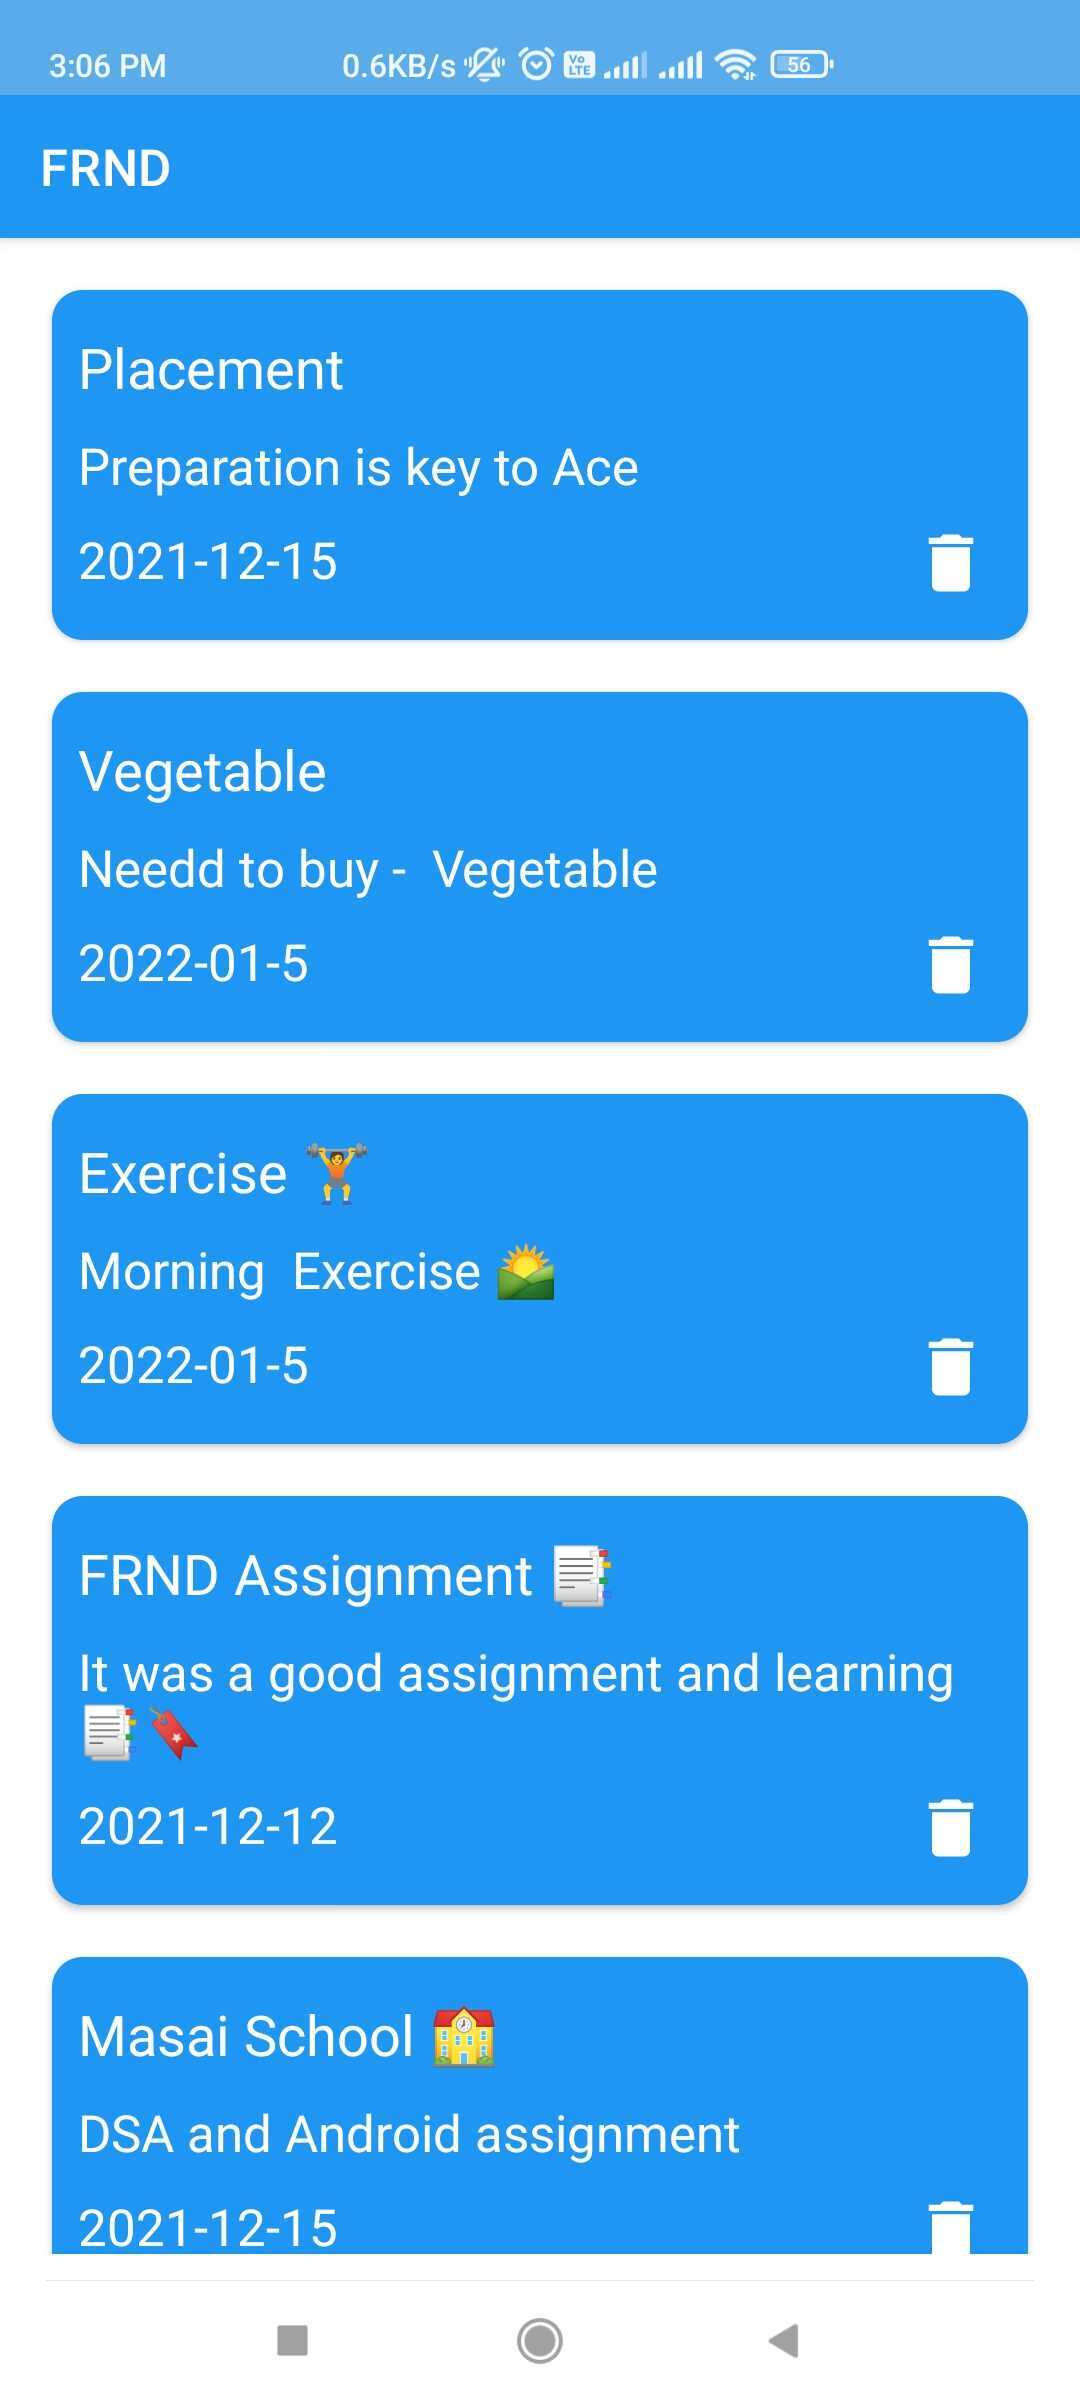 3:06 PM 0.6KB/s Vo LTE 56
FRND
Placement
Preparation is key to Ace
2021-12-15
Vegetable
Needd to buy -  Vegetable
2022-01-5
Exercise 🏋️
Morning  Exercise 🌄
2022-01-5
FRND Assignment 📑
It was a good assignment and learning
📑🔖
2021-12-12
Masai School 🏫
DSA and Android assignment
2021-12-15